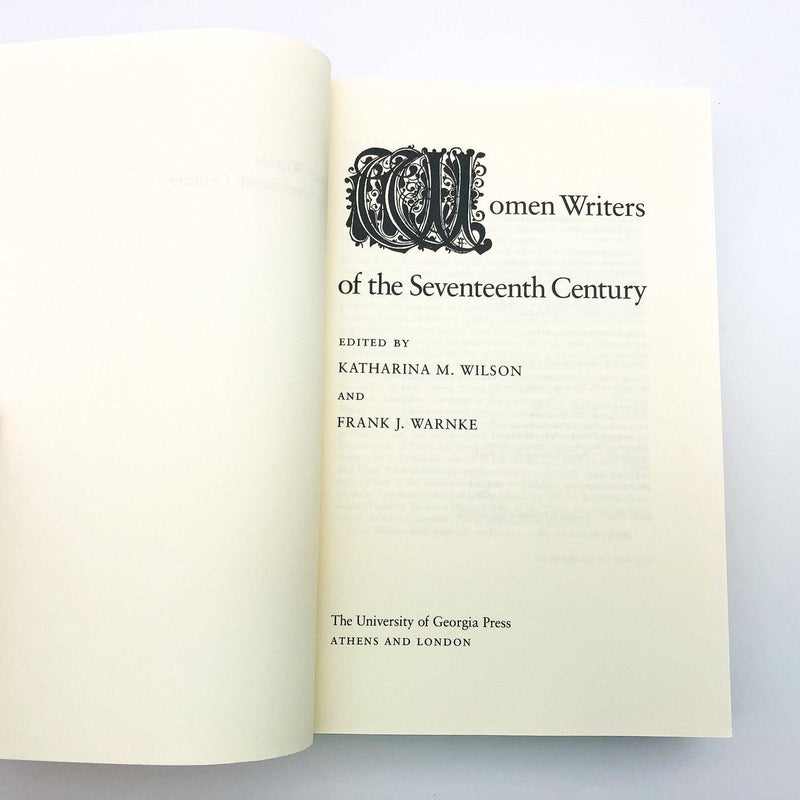 Women Writers
of the Seventeenth Century
EDITED BY
KATHARINA M. WILSON
AND
FRANK J. WARNKE
The University of Georgia Press
ATHENS AND LONDON